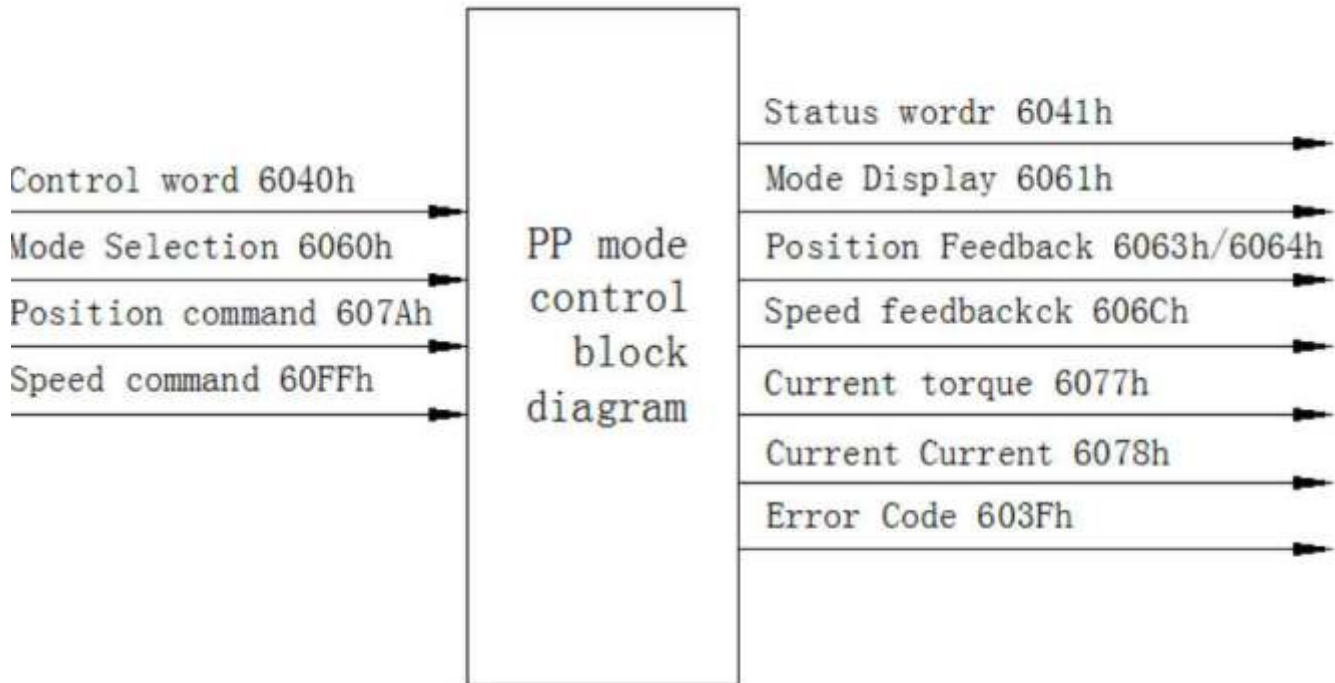 Control word 6040h
Mode Selection 6060h
Position command 607Ah
Speed command 60FFh
PP mode
control
block
diagram
Status wordr 6041h
Mode Display 6061h
Position Feedback 6063h/6064h
Speed feedbackck 606Ch
Current torque 6077h
Current Current 6078h
Error Code 603Fh